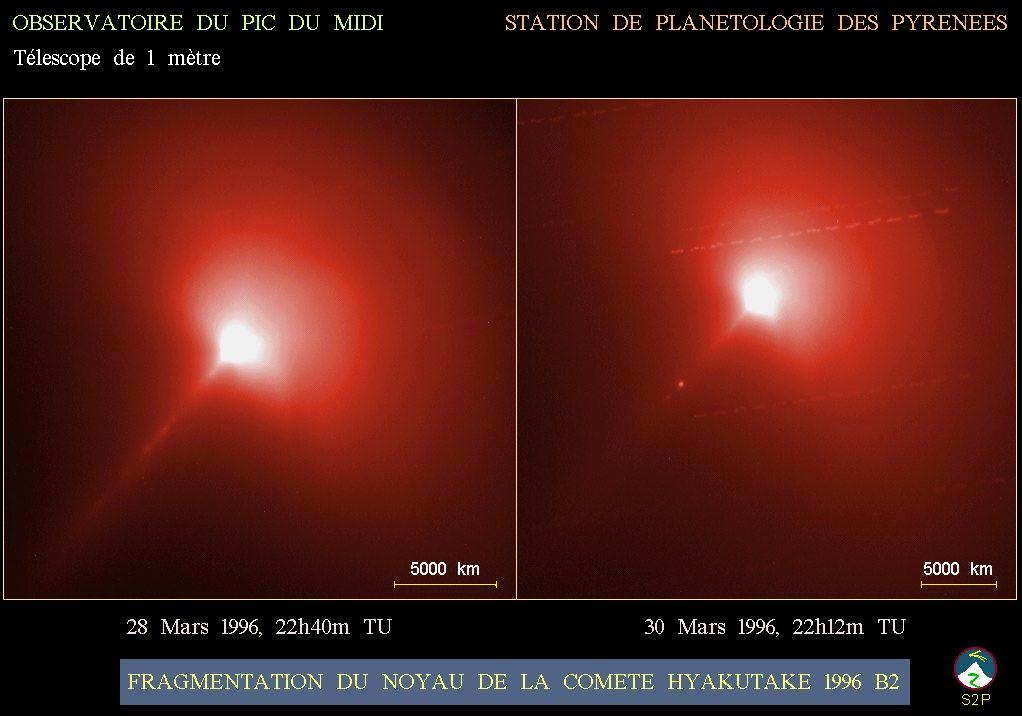 OBSERVATOIRE DU PIC DU MIDI
STATION DE PLANETOLOGIE DES PYRENEES
Télescope de 1 mètre
5000 km
5000 km
28 Mars 1996, 22h40m TU
30 Mars 1996, 22h12m TU
FRAGMENTATION DU NOYAU DE LA COMETE HYAKUTAKE 1996 B2
S2P